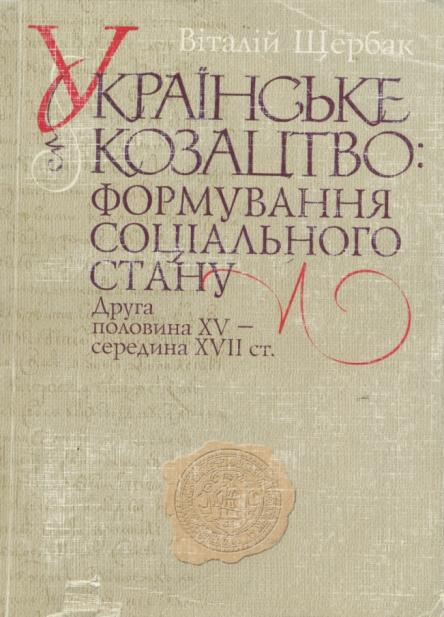 Віталій Щербак
Українське
козацтво:
формування
соціального
стану
Друга
половина XV –
середина XVII ст.